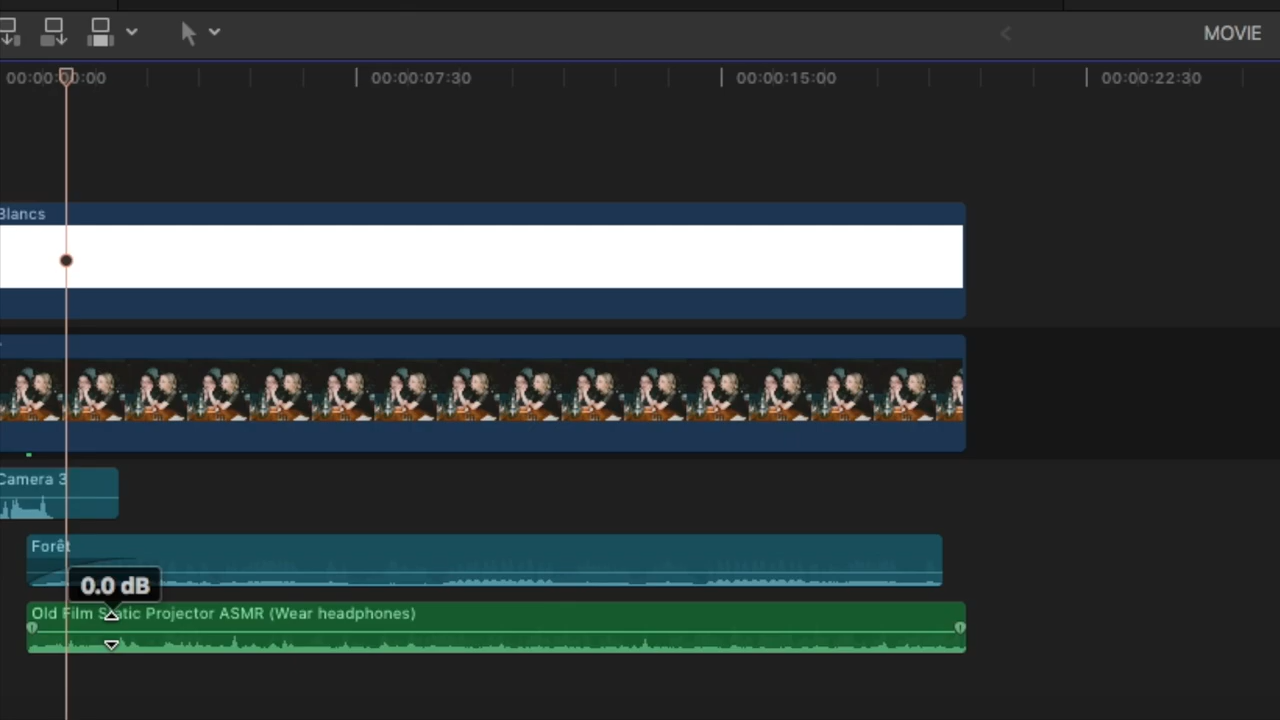 MOVIE
00:00:00:00 00:00:07:30 00:00:15:00 00:00:22:30
Blancs
Camera 3
Forêt
0.0 dB
Old Film Static Projector ASMR (Wear headphones)